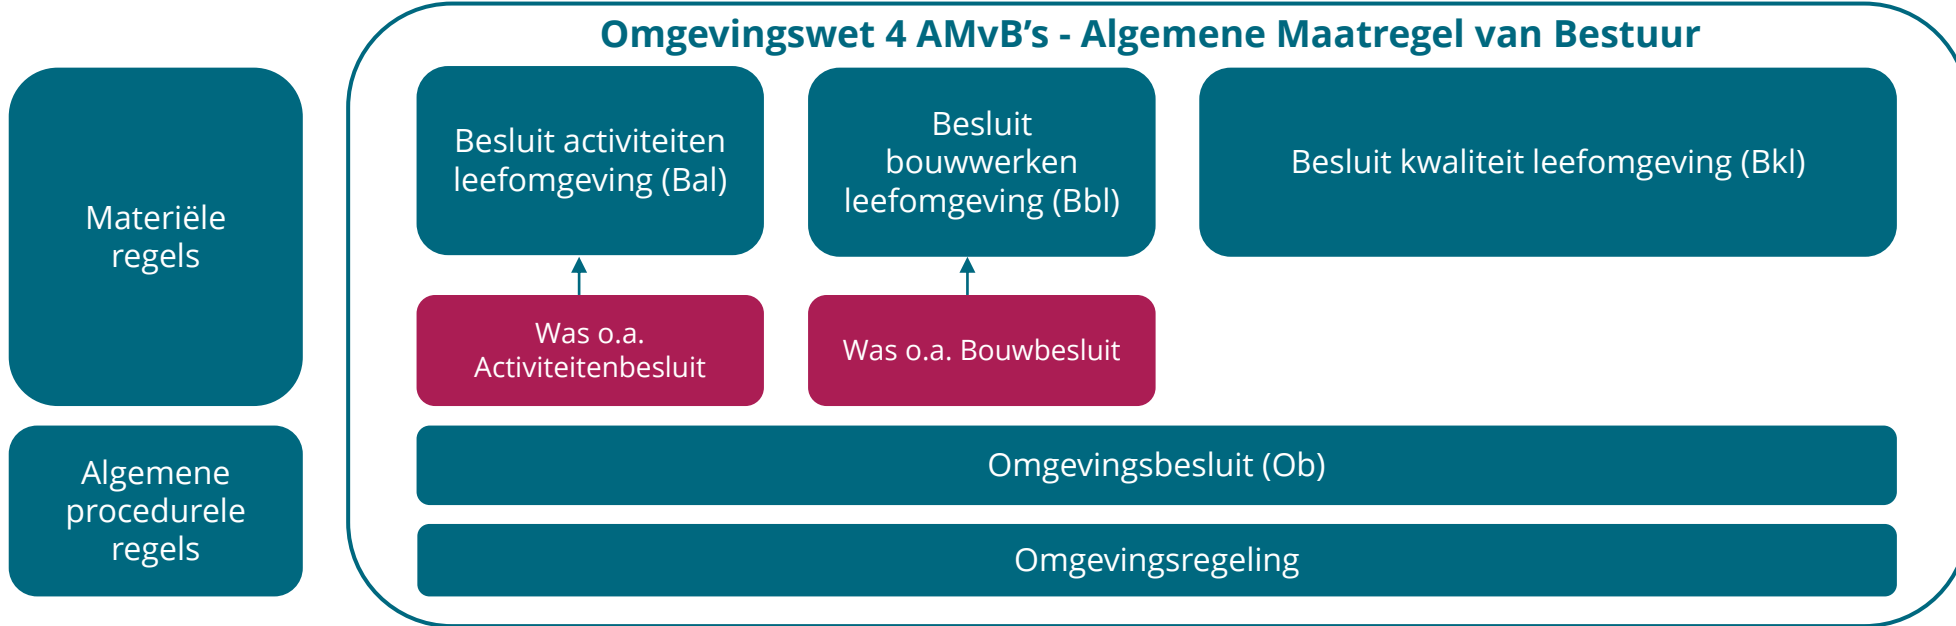 Omgevingswet 4 AMvB’s - Algemene Maatregel van Bestuur
Materiële
regels
Besluit activiteiten
leefomgeving (Bal)
Besluit
bouwwerken
leefomgeving (Bbl)
Besluit kwaliteit leefomgeving (Bkl)
Was o.a.
Activiteitenbesluit
Was o.a. Bouwbesluit
Algemene
procedurele
regels
Omgevingsbesluit (Ob)
Omgevingsregeling